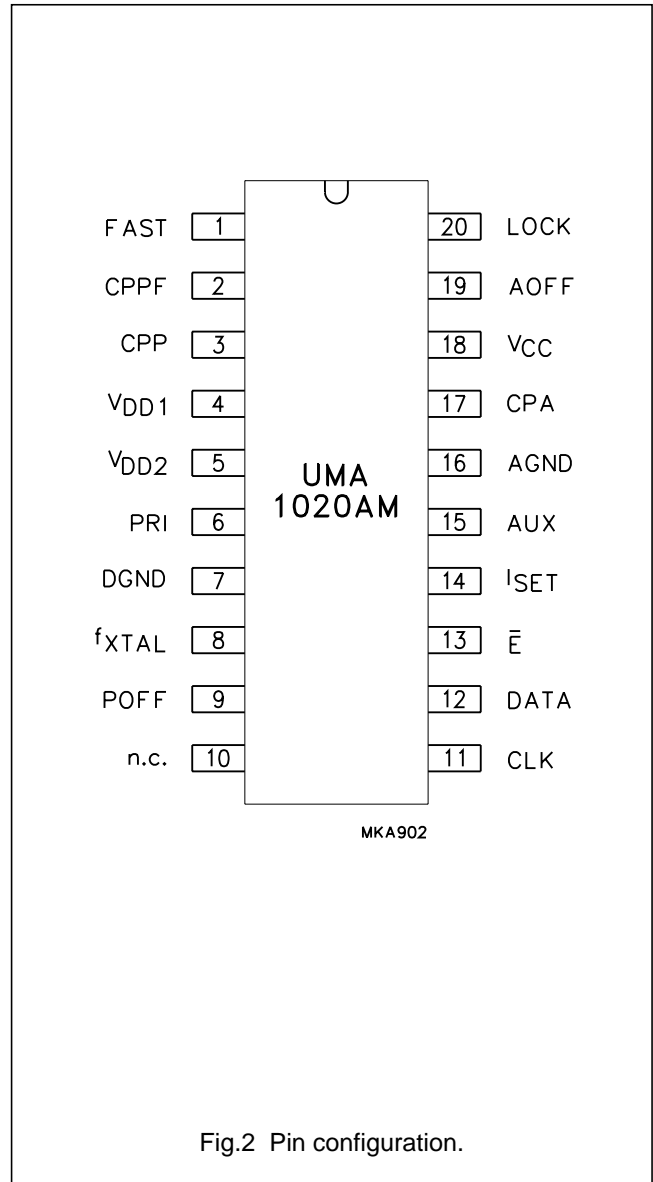 FAST 1 20 LOCK
CPPF 2 19 AOFF
CPP 3 18 VCC
VDD1 4 17 CPA
VDD2 5 16 AGND
UMA
1020AM
PRI 6 15 AUX
DGND 7 14 ISET
fXTAL 8 13 E̅
POFF 9 12 DATA
n.c. 10 11 CLK
MKA902
Fig.2 Pin configuration.